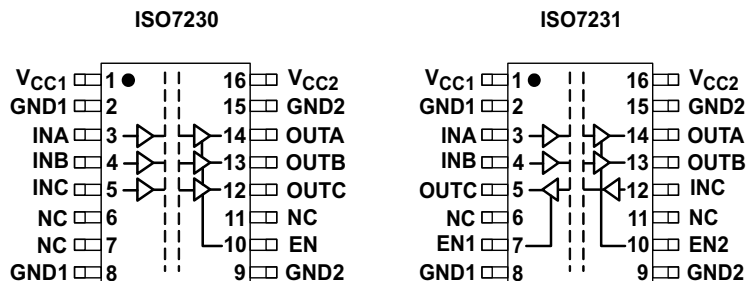 ISO7230 ISO7231
VCC1 1 16 VCC2 VCC1 1 16 VCC2
GND1 2 15 GND2 GND1 2 15 GND2
INA 3 14 OUTA INA 3 14 OUTA
INB 4 13 OUTB INB 4 13 OUTB
INC 5 12 OUTC OUTC 5 12 INC
NC 6 11 NC NC 6 11 NC
NC 7 10 EN EN1 7 10 EN2
GND1 8 9 GND2 GND1 8 9 GND2